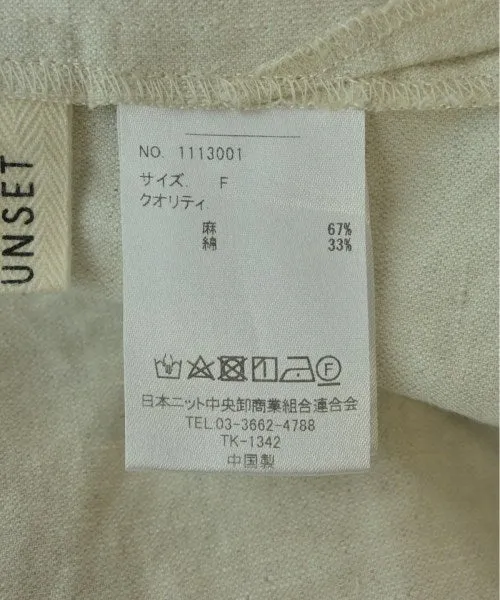 NO. 1113001
サイズ. F
クオリティ
麻 67%
綿 33%
F
日本ニット中央卸商業組合連合会
TEL.03-3662-4788
TK-1342
中国製
UNSET